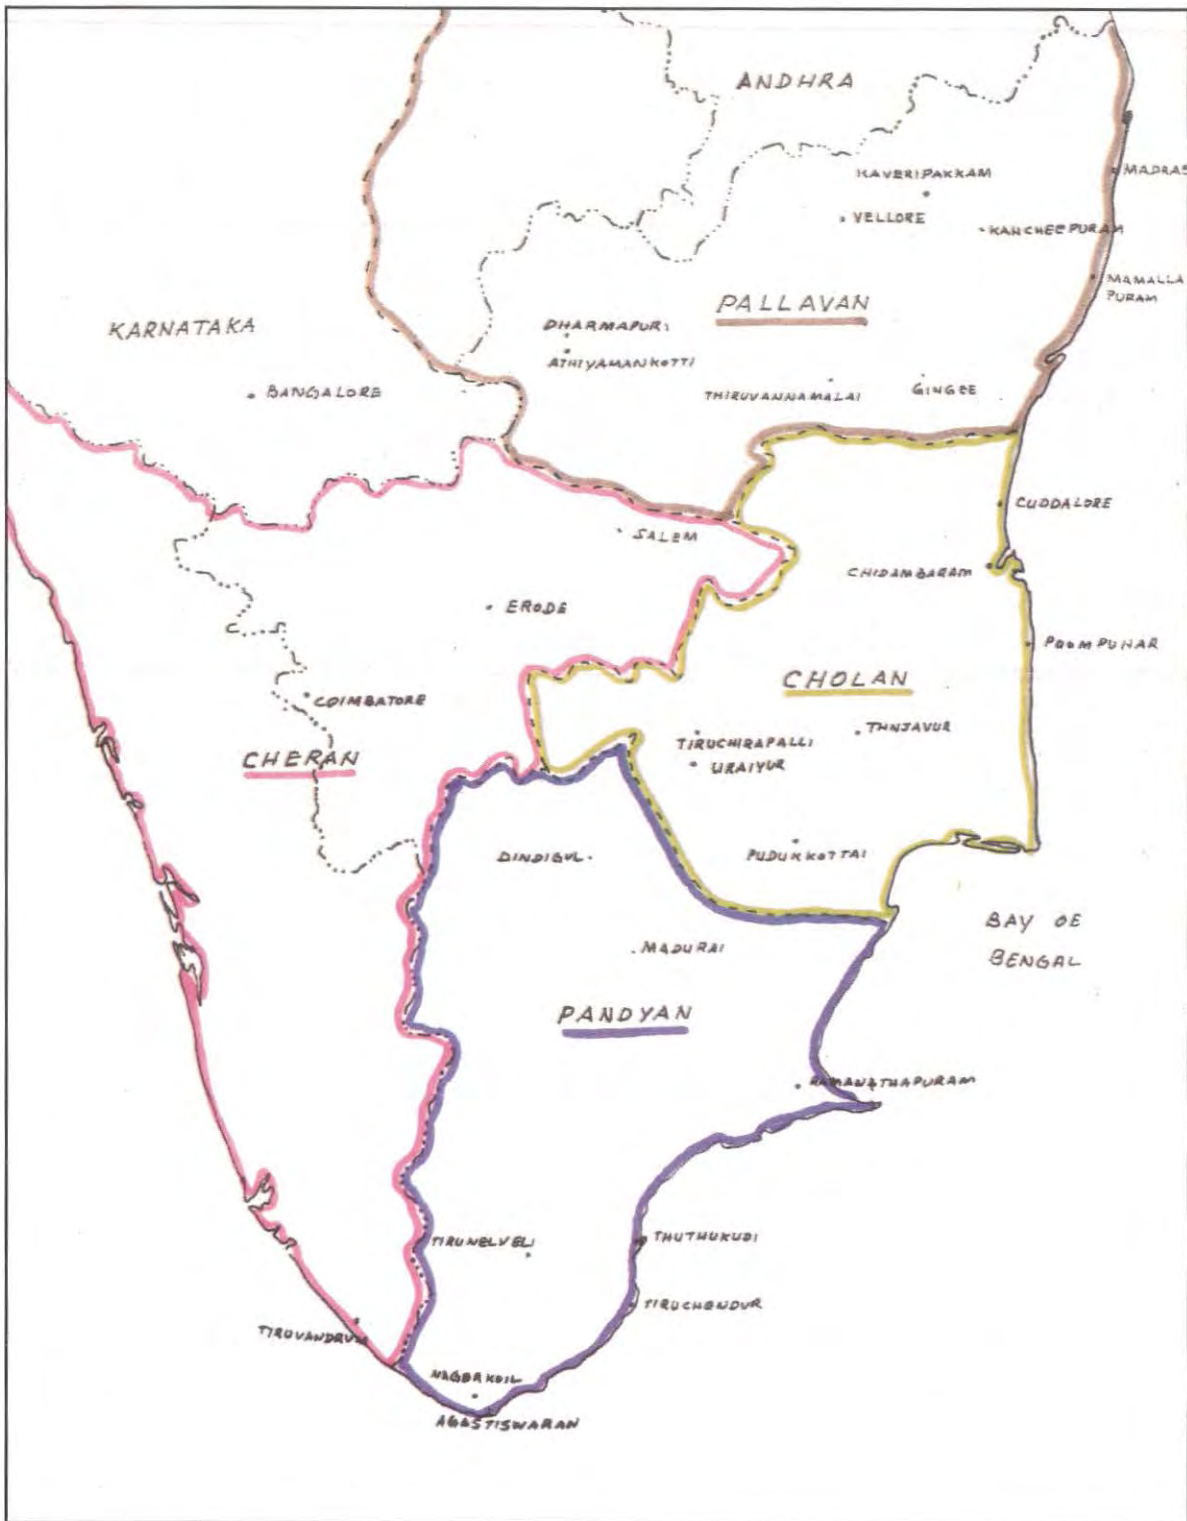 ANDHRA
KAVERIPAKKAM
MADRAS
VELLORE
KANCHEEPURAM
MAMALLA
PURAM
PALLAVAN
KARNATAKA
DHARMAPURI
ATHIYAMANKOTTI
BANGALORE
THIRUVANNAMALAI
GINGEE
CUDDALORE
SALEM
CHIDAMBARAM
ERODE
POOMPUHAR
CHOLAN
COIMBATORE
TIRUCHIRAPALLI
THNJAVUR
CHERAN
URAIYUR
DINDIGUL
PUDUKKOTTAI
BAY OF
BENGAL
MADURAI
PANDYAN
RAMANATHAPURAM
TIRUNELVELI
THUTHUKUDI
TIRUCHENDUR
TIRUVANDRUM
NAGERKOIL
AGASTISWARAN